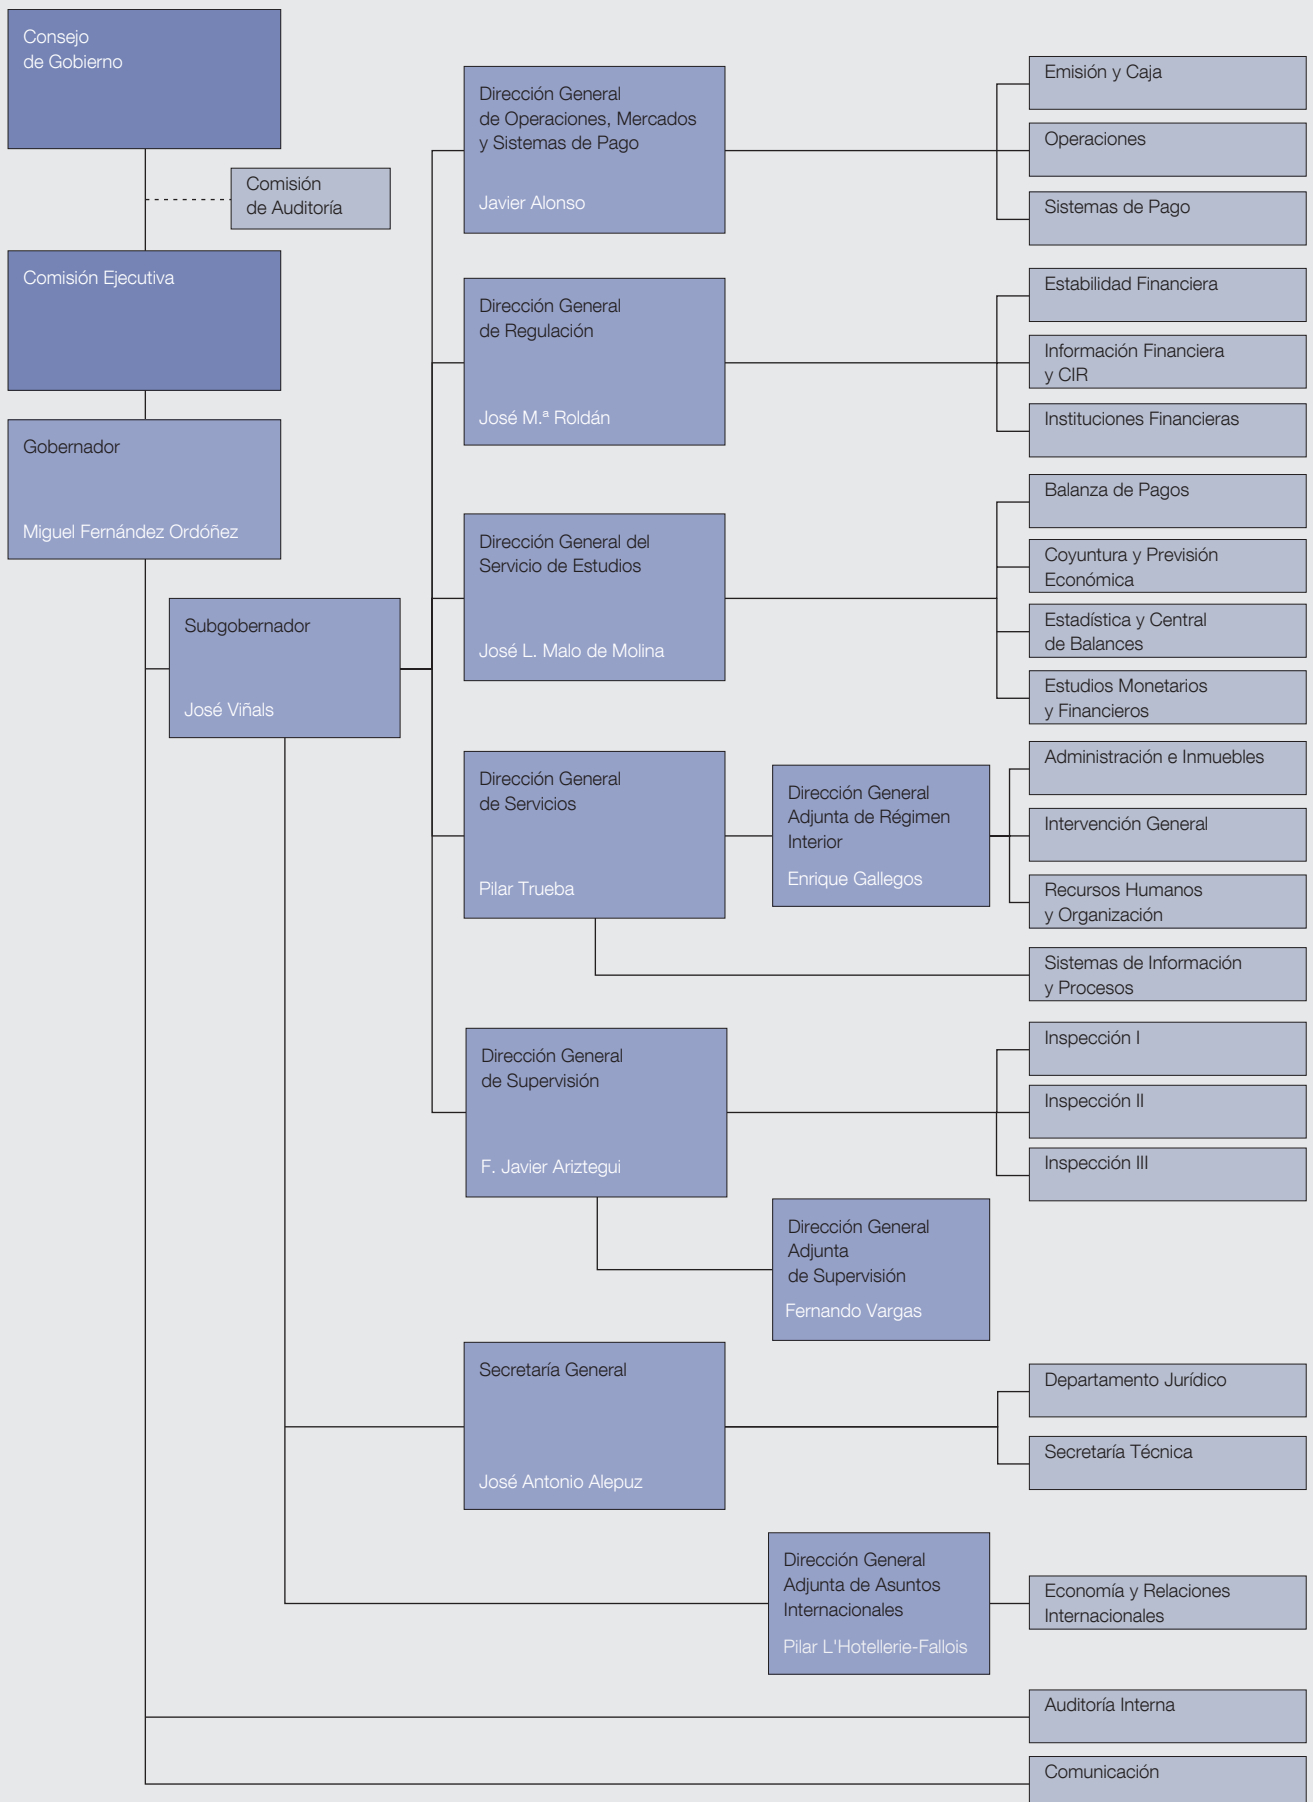 Consejo
de Gobierno
Comisión
de Auditoría
Comisión Ejecutiva
Gobernador
Miguel Fernández Ordóñez
Subgobernador
José Viñals
Dirección General
de Operaciones, Mercados
y Sistemas de Pago
Javier Alonso
Emisión y Caja
Operaciones
Sistemas de Pago
Dirección General
de Regulación
José M.ª Roldán
Estabilidad Financiera
Información Financiera
y CIR
Instituciones Financieras
Dirección General del
Servicio de Estudios
José L. Malo de Molina
Balanza de Pagos
Coyuntura y Previsión
Económica
Estadística y Central
de Balances
Estudios Monetarios
y Financieros
Dirección General
de Servicios
Pilar Trueba
Dirección General
Adjunta de Régimen
Interior
Enrique Gallegos
Administración e Inmuebles
Intervención General
Recursos Humanos
y Organización
Sistemas de Información
y Procesos
Dirección General
de Supervisión
F. Javier Ariztegui
Inspección I
Inspección II
Inspección III
Dirección General
Adjunta
de Supervisión
Fernando Vargas
Secretaría General
José Antonio Alepuz
Departamento Jurídico
Secretaría Técnica
Dirección General
Adjunta de Asuntos
Internacionales
Pilar L'Hotellerie-Fallois
Economía y Relaciones
Internacionales
Auditoría Interna
Comunicación